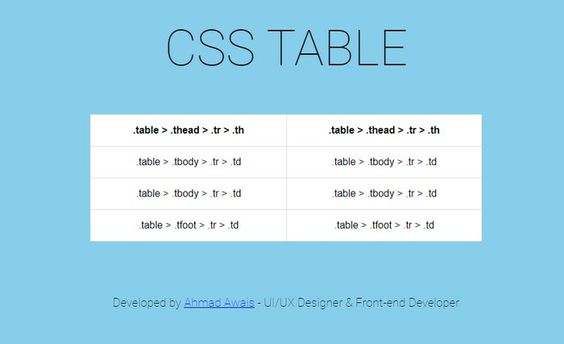 CSS TABLE
.table > .thead > .tr > .th .table > .thead > .tr > .th
.table > .tbody > .tr > .td .table > .tbody > .tr > .td
.table > .tbody > .tr > .td .table > .tbody > .tr > .td
.table > .tfoot > .tr > .td .table > .tfoot > .tr > .td
Developed by Ahmad Awais - UI/UX Designer & Front-end Developer